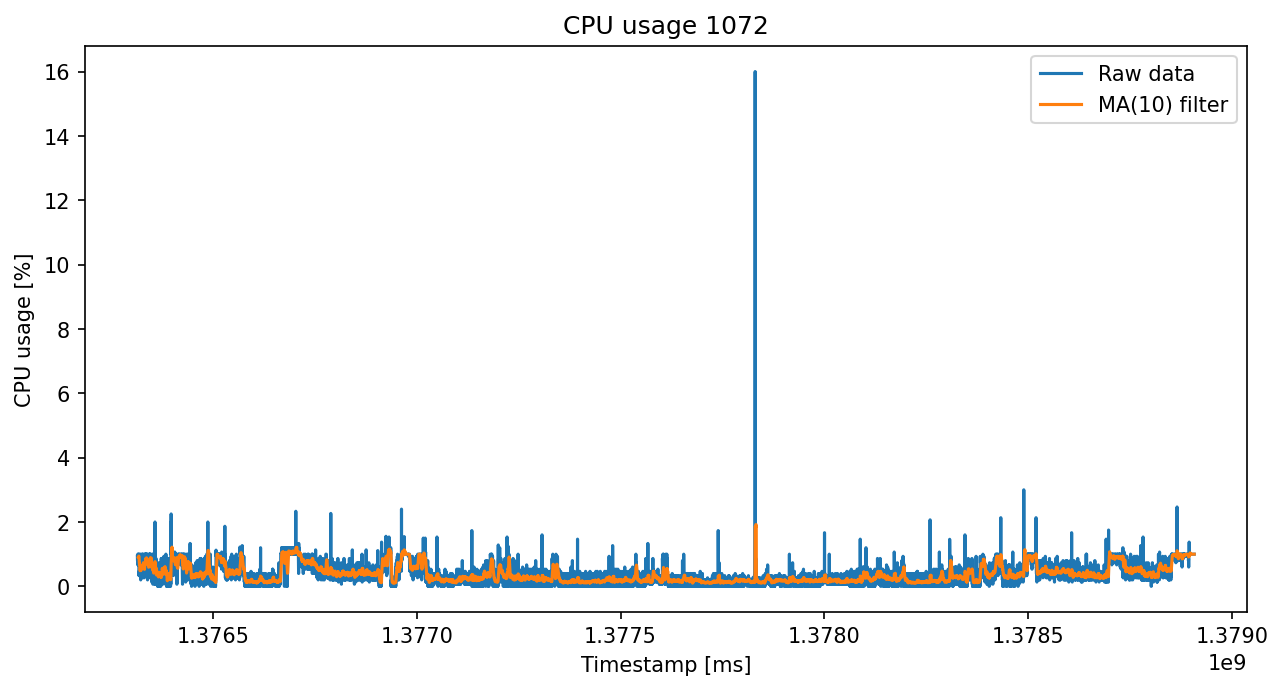 CPU usage 1072
Raw data
MA(10) filter
CPU usage [%]
16
14
12
10
8
6
4
2
0
1.3765 1.3770 1.3775 1.3780 1.3785 1.3790
1e9
Timestamp [ms]